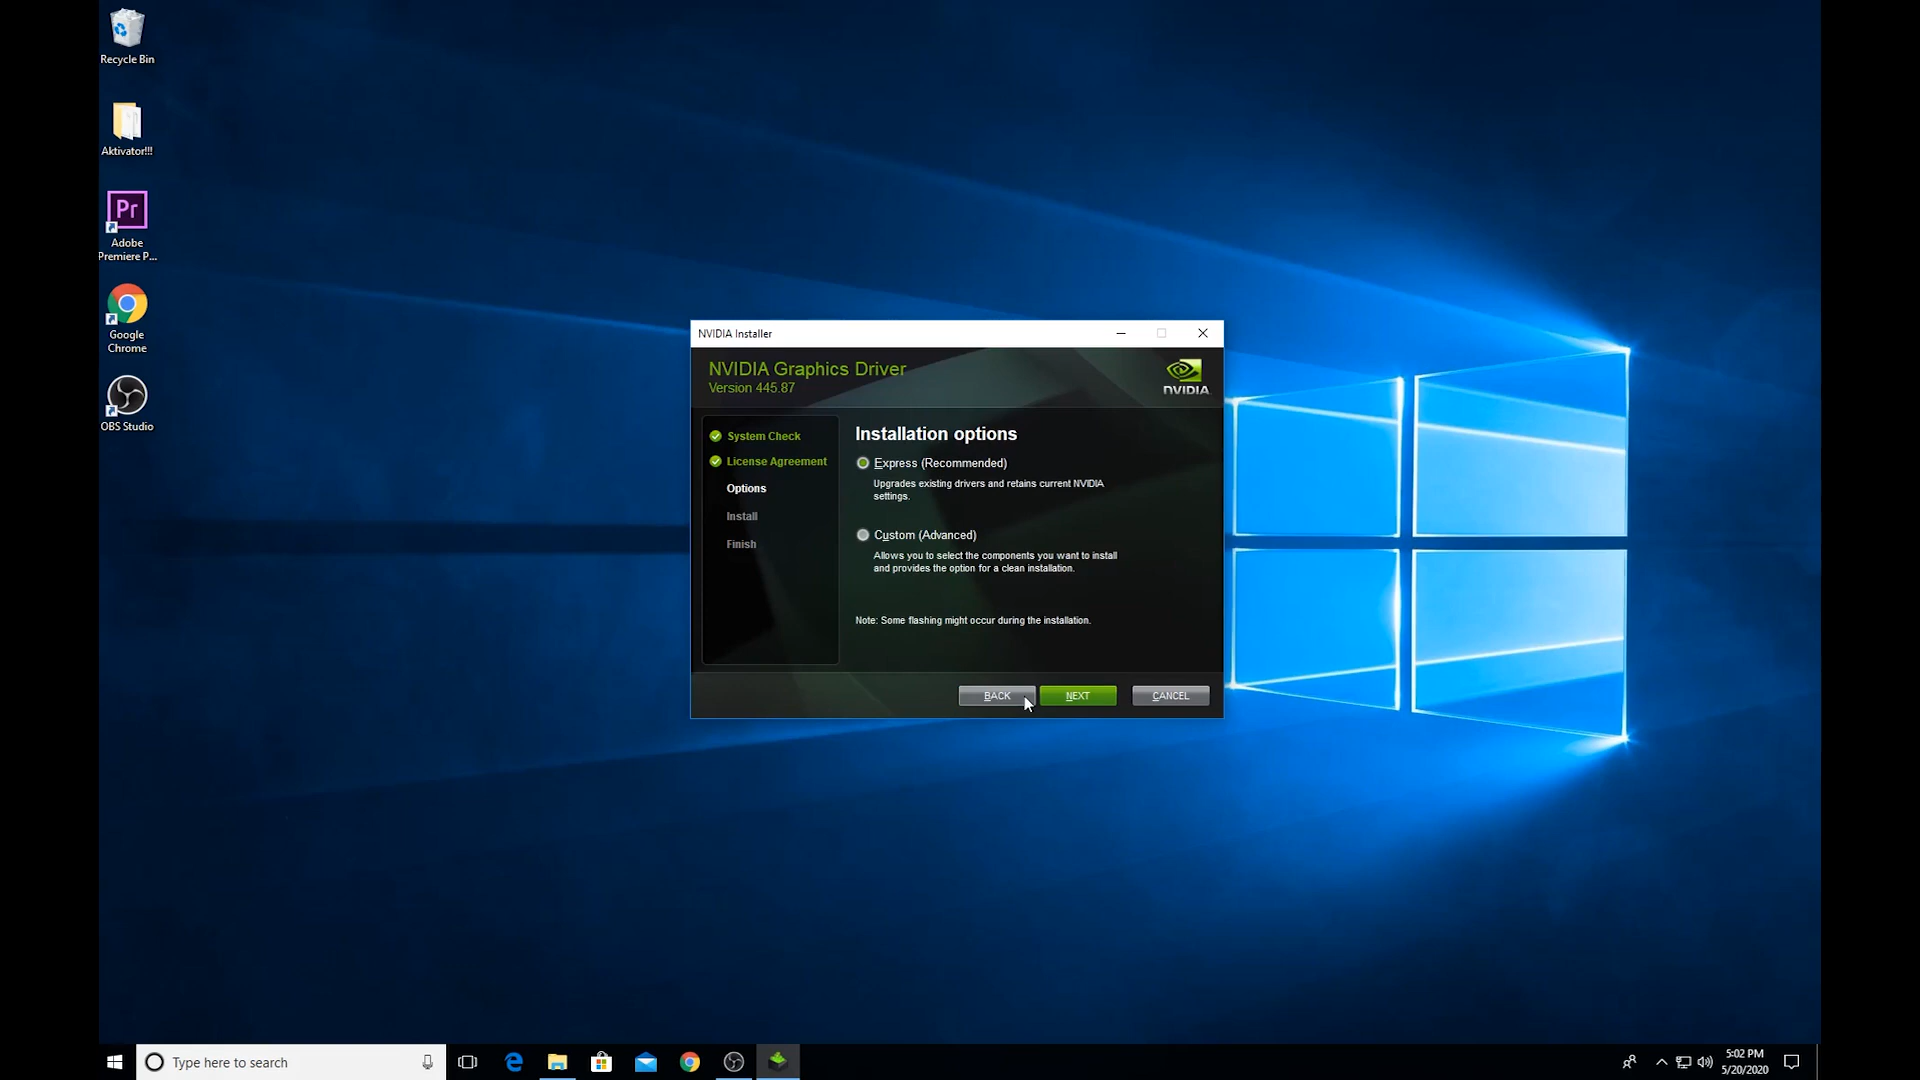 Recycle Bin
Aktivator!!!
Pr
Adobe
Premiere P...
Google
Chrome
OBS Studio
NVIDIA Installer
NVIDIA Graphics Driver
Version 445.87
NVIDIA.
System Check
License Agreement
Options
Install
Finish
Installation options
Express (Recommended)
Upgrades existing drivers and retains current NVIDIA
settings.
Custom (Advanced)
Allows you to select the components you want to install
and provides the option for a clean installation.
Note: Some flashing might occur during the installation.
BACK
NEXT
CANCEL
Type here to search
5:02 PM
5/20/2020